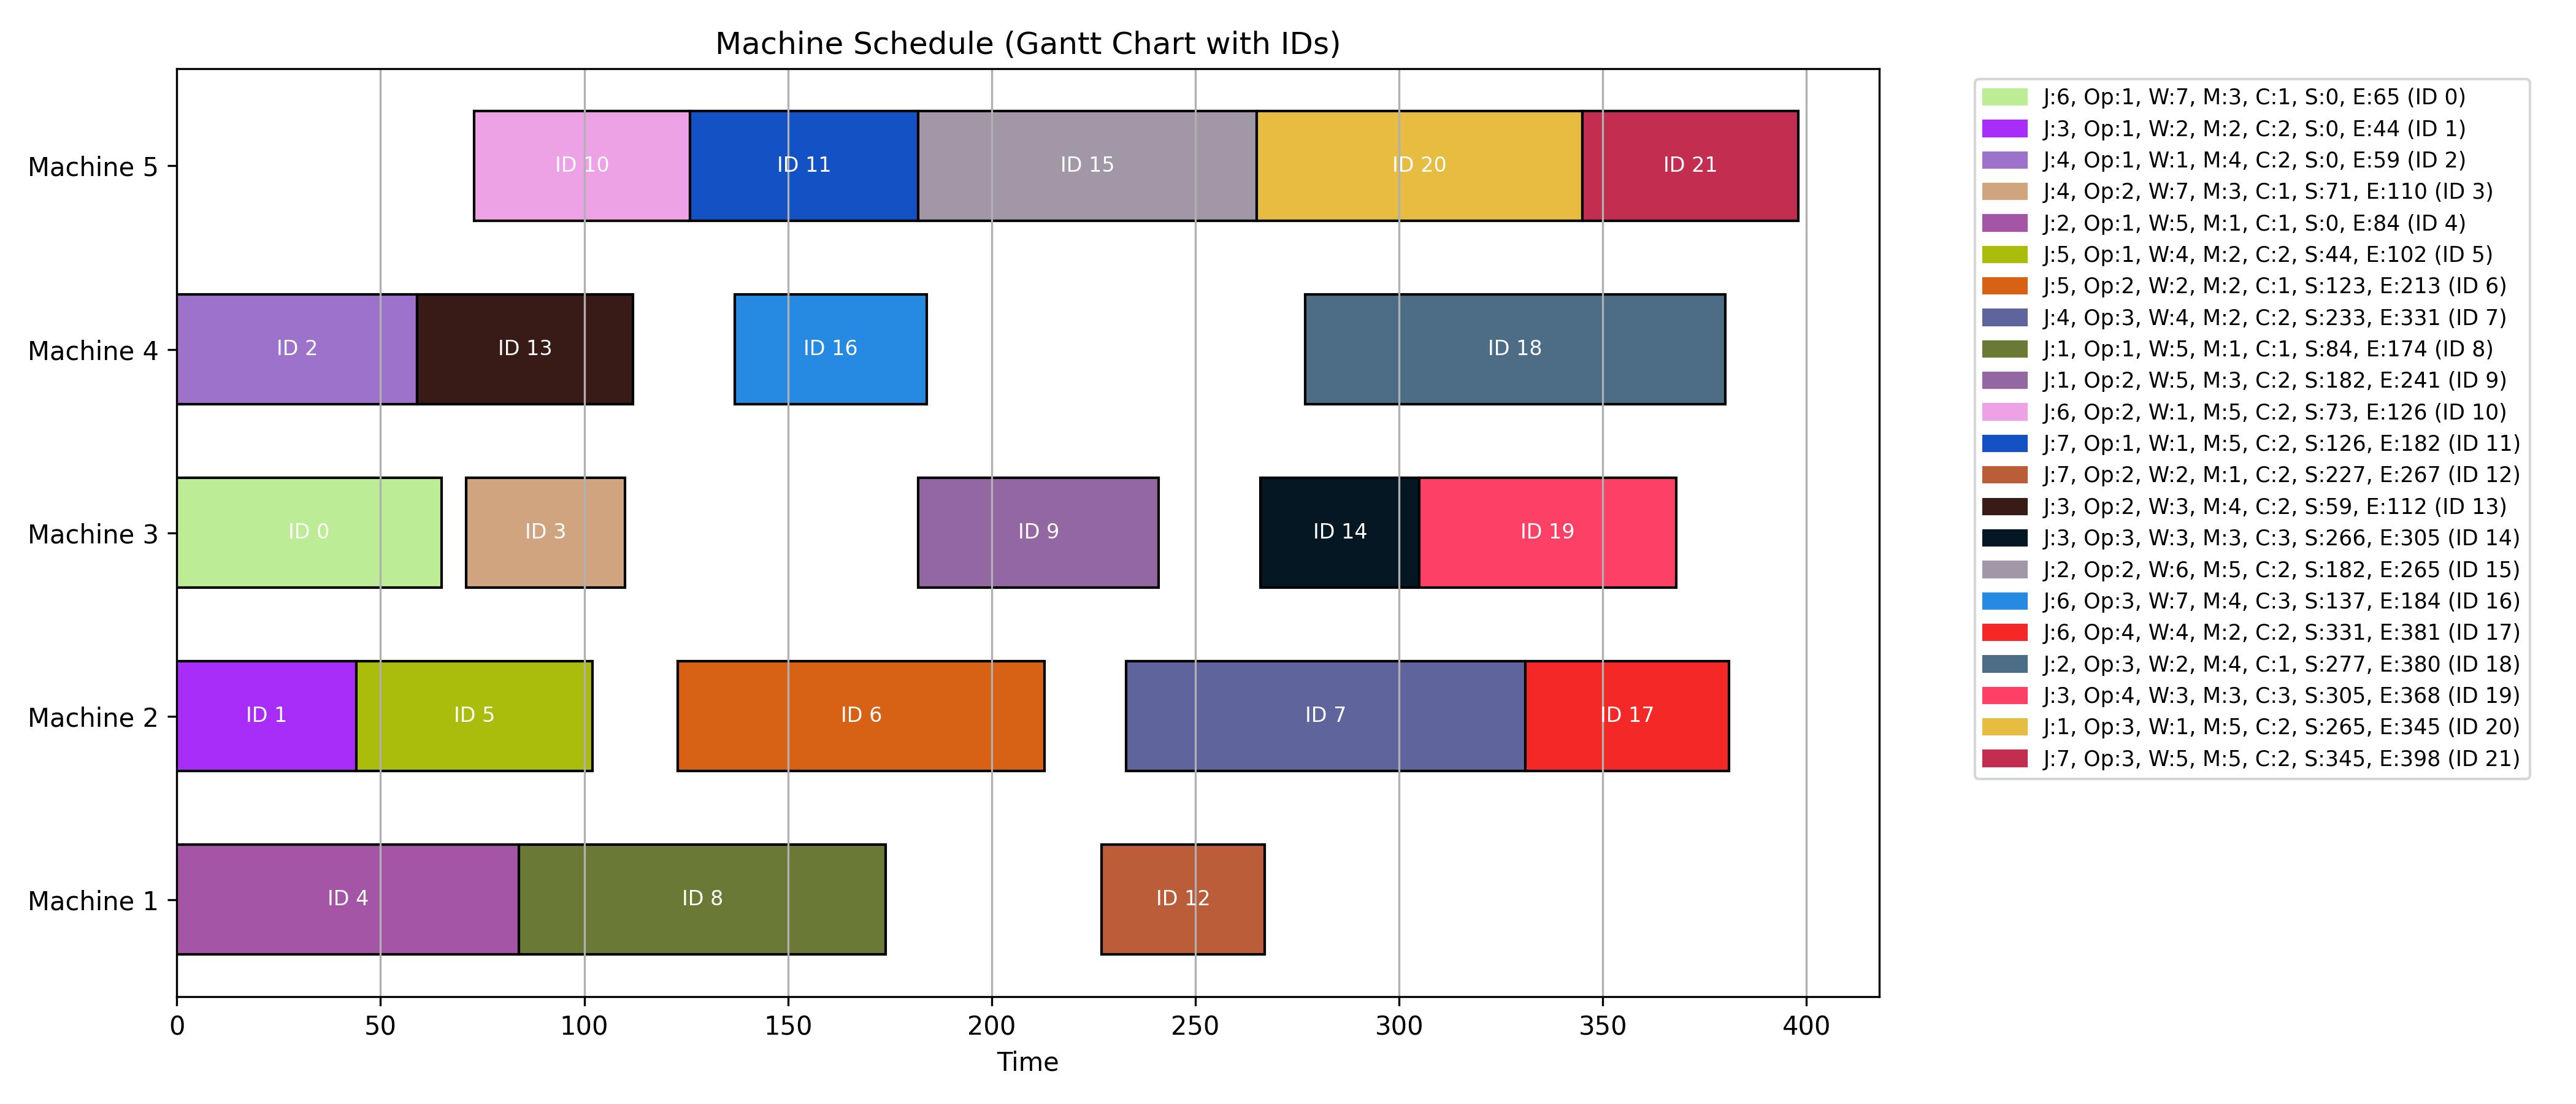 Machine Schedule (Gantt Chart with IDs)
Machine 5
ID 10
ID 11
ID 15
ID 20
ID 21
Machine 4
ID 2
ID 13
ID 16
ID 18
Machine 3
ID 0
ID 3
ID 9
ID 14
ID 19
Machine 2
ID 1
ID 5
ID 6
ID 7
ID 17
Machine 1
ID 4
ID 8
ID 12
0 50 100 150 200 250 300 350 400
Time
J:6, Op:1, W:7, M:3, C:1, S:0, E:65 (ID 0)
J:3, Op:1, W:2, M:2, C:2, S:0, E:44 (ID 1)
J:4, Op:1, W:1, M:4, C:2, S:0, E:59 (ID 2)
J:4, Op:2, W:7, M:3, C:1, S:71, E:110 (ID 3)
J:2, Op:1, W:5, M:1, C:1, S:0, E:84 (ID 4)
J:5, Op:1, W:4, M:2, C:2, S:44, E:102 (ID 5)
J:5, Op:2, W:2, M:2, C:1, S:123, E:213 (ID 6)
J:4, Op:3, W:4, M:2, C:2, S:233, E:331 (ID 7)
J:1, Op:1, W:5, M:1, C:1, S:84, E:174 (ID 8)
J:1, Op:2, W:5, M:3, C:2, S:182, E:241 (ID 9)
J:6, Op:2, W:1, M:5, C:2, S:73, E:126 (ID 10)
J:7, Op:1, W:1, M:5, C:2, S:126, E:182 (ID 11)
J:7, Op:2, W:2, M:1, C:2, S:227, E:267 (ID 12)
J:3, Op:2, W:3, M:4, C:2, S:59, E:112 (ID 13)
J:3, Op:3, W:3, M:3, C:3, S:266, E:305 (ID 14)
J:2, Op:2, W:6, M:5, C:2, S:182, E:265 (ID 15)
J:6, Op:3, W:7, M:4, C:3, S:137, E:184 (ID 16)
J:6, Op:4, W:4, M:2, C:2, S:331, E:381 (ID 17)
J:2, Op:3, W:2, M:4, C:1, S:277, E:380 (ID 18)
J:3, Op:4, W:3, M:3, C:3, S:305, E:368 (ID 19)
J:1, Op:3, W:1, M:5, C:2, S:265, E:345 (ID 20)
J:7, Op:3, W:5, M:5, C:2, S:345, E:398 (ID 21)